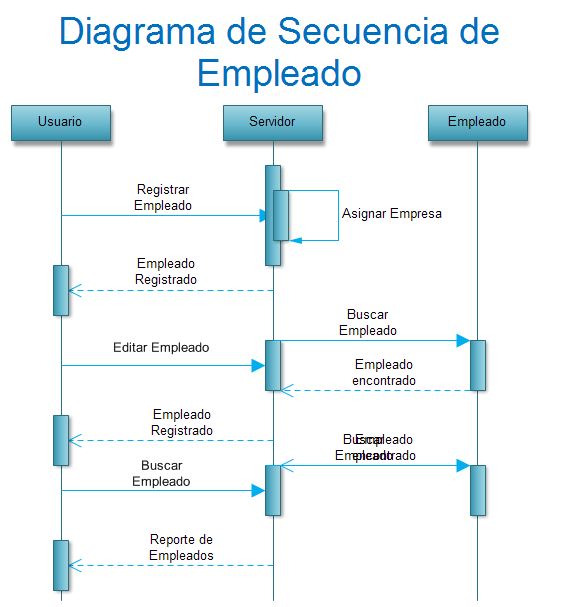 Diagrama de Secuencia de
Empleado
Usuario
Servidor
Empleado
Registrar
Empleado
Asignar Empresa
Empleado
Registrado
Buscar
Empleado
Editar Empleado
Empleado
encontrado
Empleado
Registrado
Buscar
Empleado
Empleado
encontrado
Buscar
Empleado
Reporte de
Empleados